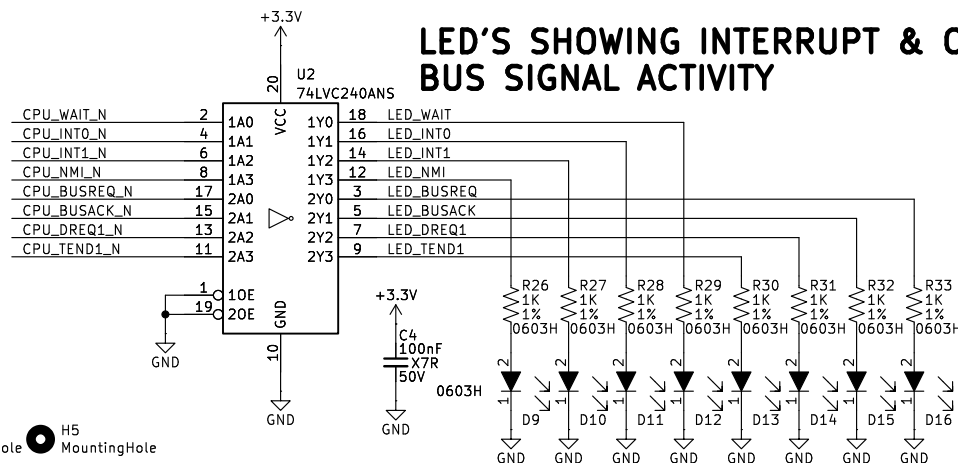 +3.3V
LED'S SHOWING INTERRUPT &
BUS SIGNAL ACTIVITY
U2
74LVC240ANS
20
VCC
CPU_WAIT_N 2 1A0 1Y0 18 LED_WAIT
CPU_INT0_N 4 1A1 1Y1 16 LED_INT0
CPU_INT1_N 6 1A2 1Y2 14 LED_INT1
CPU_NMI_N 8 1A3 1Y3 12 LED_NMI
CPU_BUSREQ_N 17 2A0 2Y0 3 LED_BUSREQ
CPU_BUSACK_N 15 2A1 2Y1 5 LED_BUSACK
CPU_DREQ1_N 13 2A2 2Y2 7 LED_DREQ1
CPU_TEND1_N 11 2A3 2Y3 9 LED_TEND1
1 1OE
19 2OE
GND
10
GND
GND
+3.3V
C4
100nF
X7R
50V
GND
R26 R27 R28 R29 R30 R31 R32 R33
1K 1K 1K 1K 1K 1K 1K 1K
1% 1% 1% 1% 1% 1% 1% 1%
0603H 0603H 0603H 0603H 0603H 0603H 0603H 0603H
2 2 2 2 2 2 2 2
0603H
1 1 1 1 1 1 1 1
D9 D10 D11 D12 D13 D14 D15 D16
GND GND GND GND GND GND GND GND
ole
H5
MountingHole